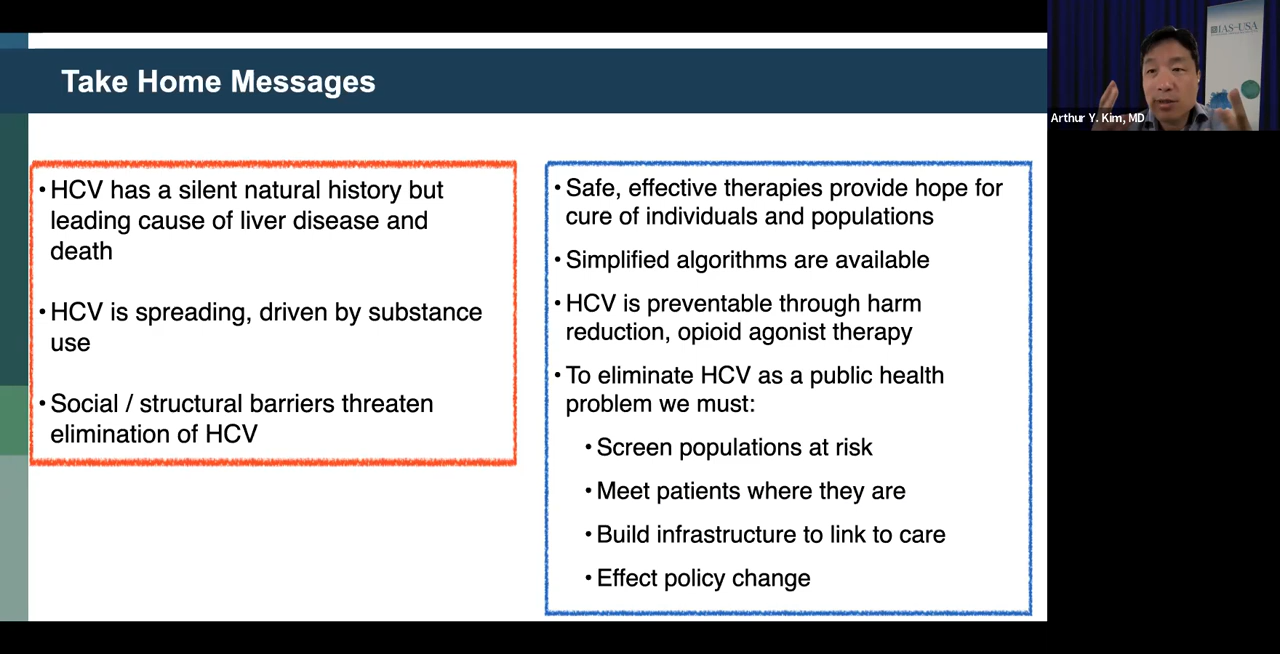 Take Home Messages
•HCV has a silent natural history but
leading cause of liver disease and
death
•HCV is spreading, driven by substance
use
•Social / structural barriers threaten
elimination of HCV
•Safe, effective therapies provide hope for
cure of individuals and populations
•Simplified algorithms are available
•HCV is preventable through harm
reduction, opioid agonist therapy
•To eliminate HCV as a public health
problem we must:
•Screen populations at risk
•Meet patients where they are
•Build infrastructure to link to care
•Effect policy change
IAS–USA
Arthur Y. Kim, MD